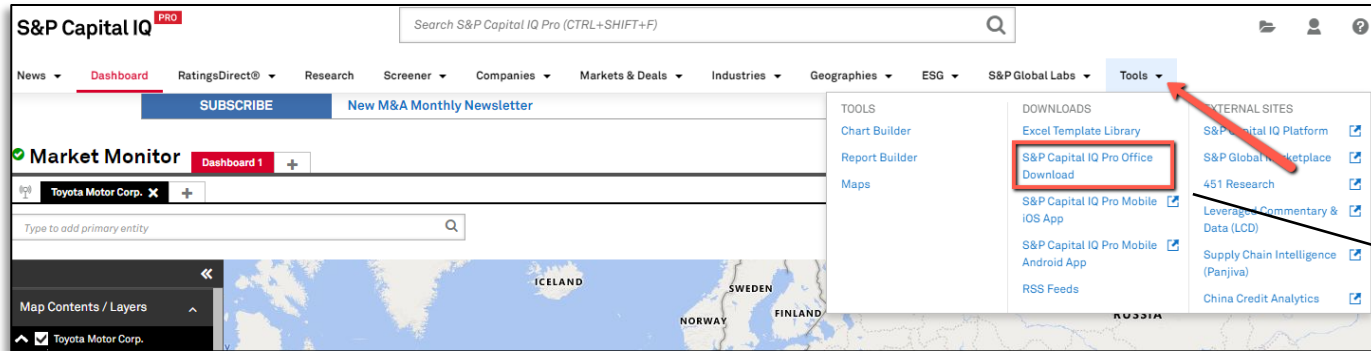 S&P Capital IQ PRO
Search S&P Capital IQ Pro (CTRL+SHIFT+F)
News Dashboard RatingsDirect® Research Screener Companies Markets & Deals Industries Geographies ESG S&P Global Labs Tools
SUBSCRIBE New M&A Monthly Newsletter
TOOLS
Chart Builder
Report Builder
Maps
DOWNLOADS
Excel Template Library
S&P Capital IQ Pro Office
Download
S&P Capital IQ Pro Mobile
iOS App
S&P Capital IQ Pro Mobile
Android App
RSS Feeds
EXTERNAL SITES
S&P Capital IQ Platform
S&P Global Marketplace
451 Research
Leveraged Commentary &
Data (LCD)
Supply Chain Intelligence
(Panjiva)
China Credit Analytics
Market Monitor Dashboard 1 +
Toyota Motor Corp. X +
Type to add primary entity
Map Contents / Layers
Toyota Motor Corp.
ICELAND
SWEDEN
FINLAND
NORWAY
RUSSIA